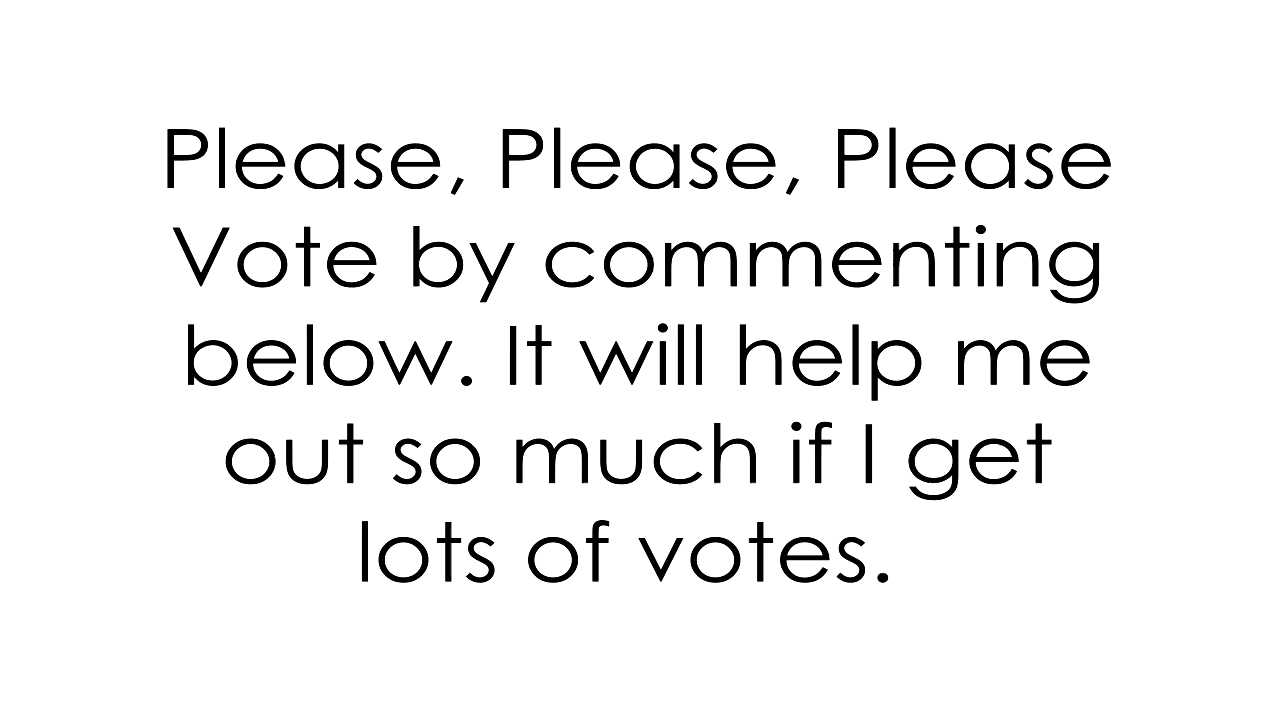 Please, Please, Please
Vote by commenting
below. It will help me
out so much if I get
lots of votes.